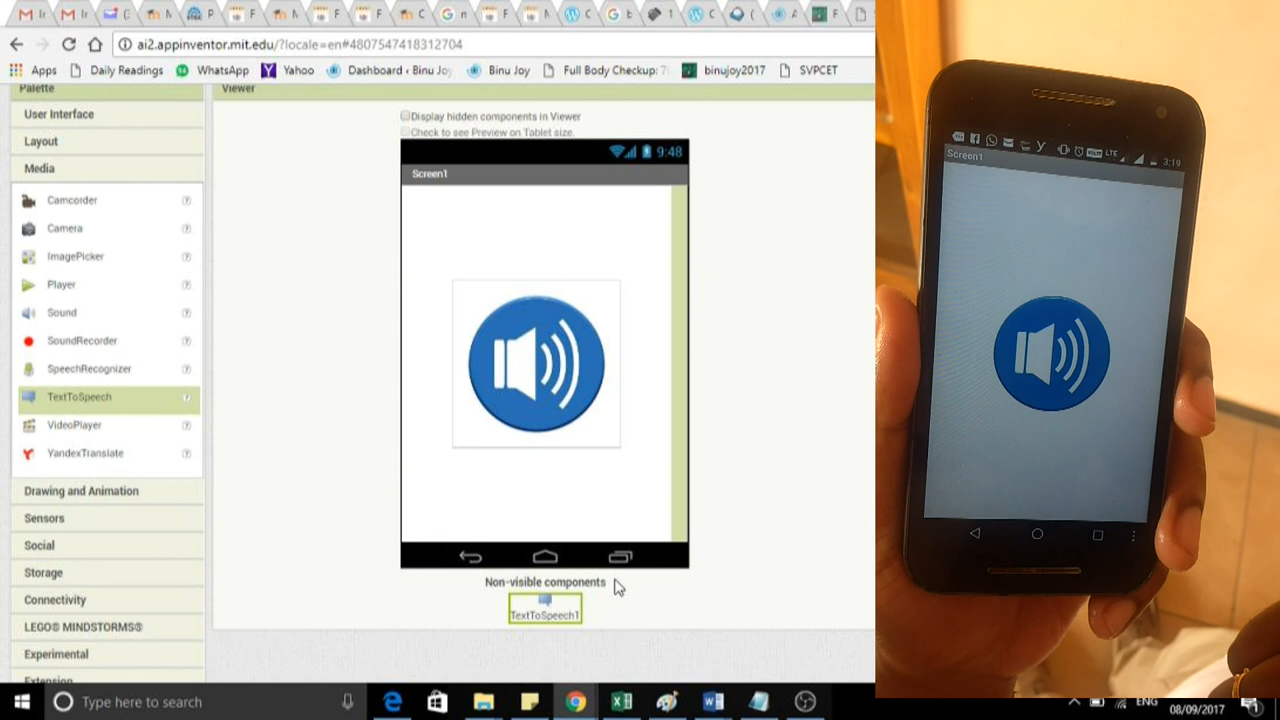 ai2.appinventor.mit.edu/?locale=en#4807547418312704
Apps
Daily Readings
WhatsApp
Yahoo
Dashboard ‹ Binu Jo
Binu Joy
Full Body Checkup:
binujoy2017
SVPCET
Palette
User Interface
Layout
Media
Camcorder
Camera
ImagePicker
Player
Sound
SoundRecorder
SpeechRecognizer
TextToSpeech
VideoPlayer
YandexTranslate
Drawing and Animation
Sensors
Social
Storage
Connectivity
LEGO® MINDSTORMS®
Experimental
Extension
Viewer
Display hidden components in Viewer
Check to see Preview on Tablet size.
9:48
Screen1
Non-visible components
TextToSpeech1
LTE
3:19
Screen1
Type here to search
ENG
08/09/2017